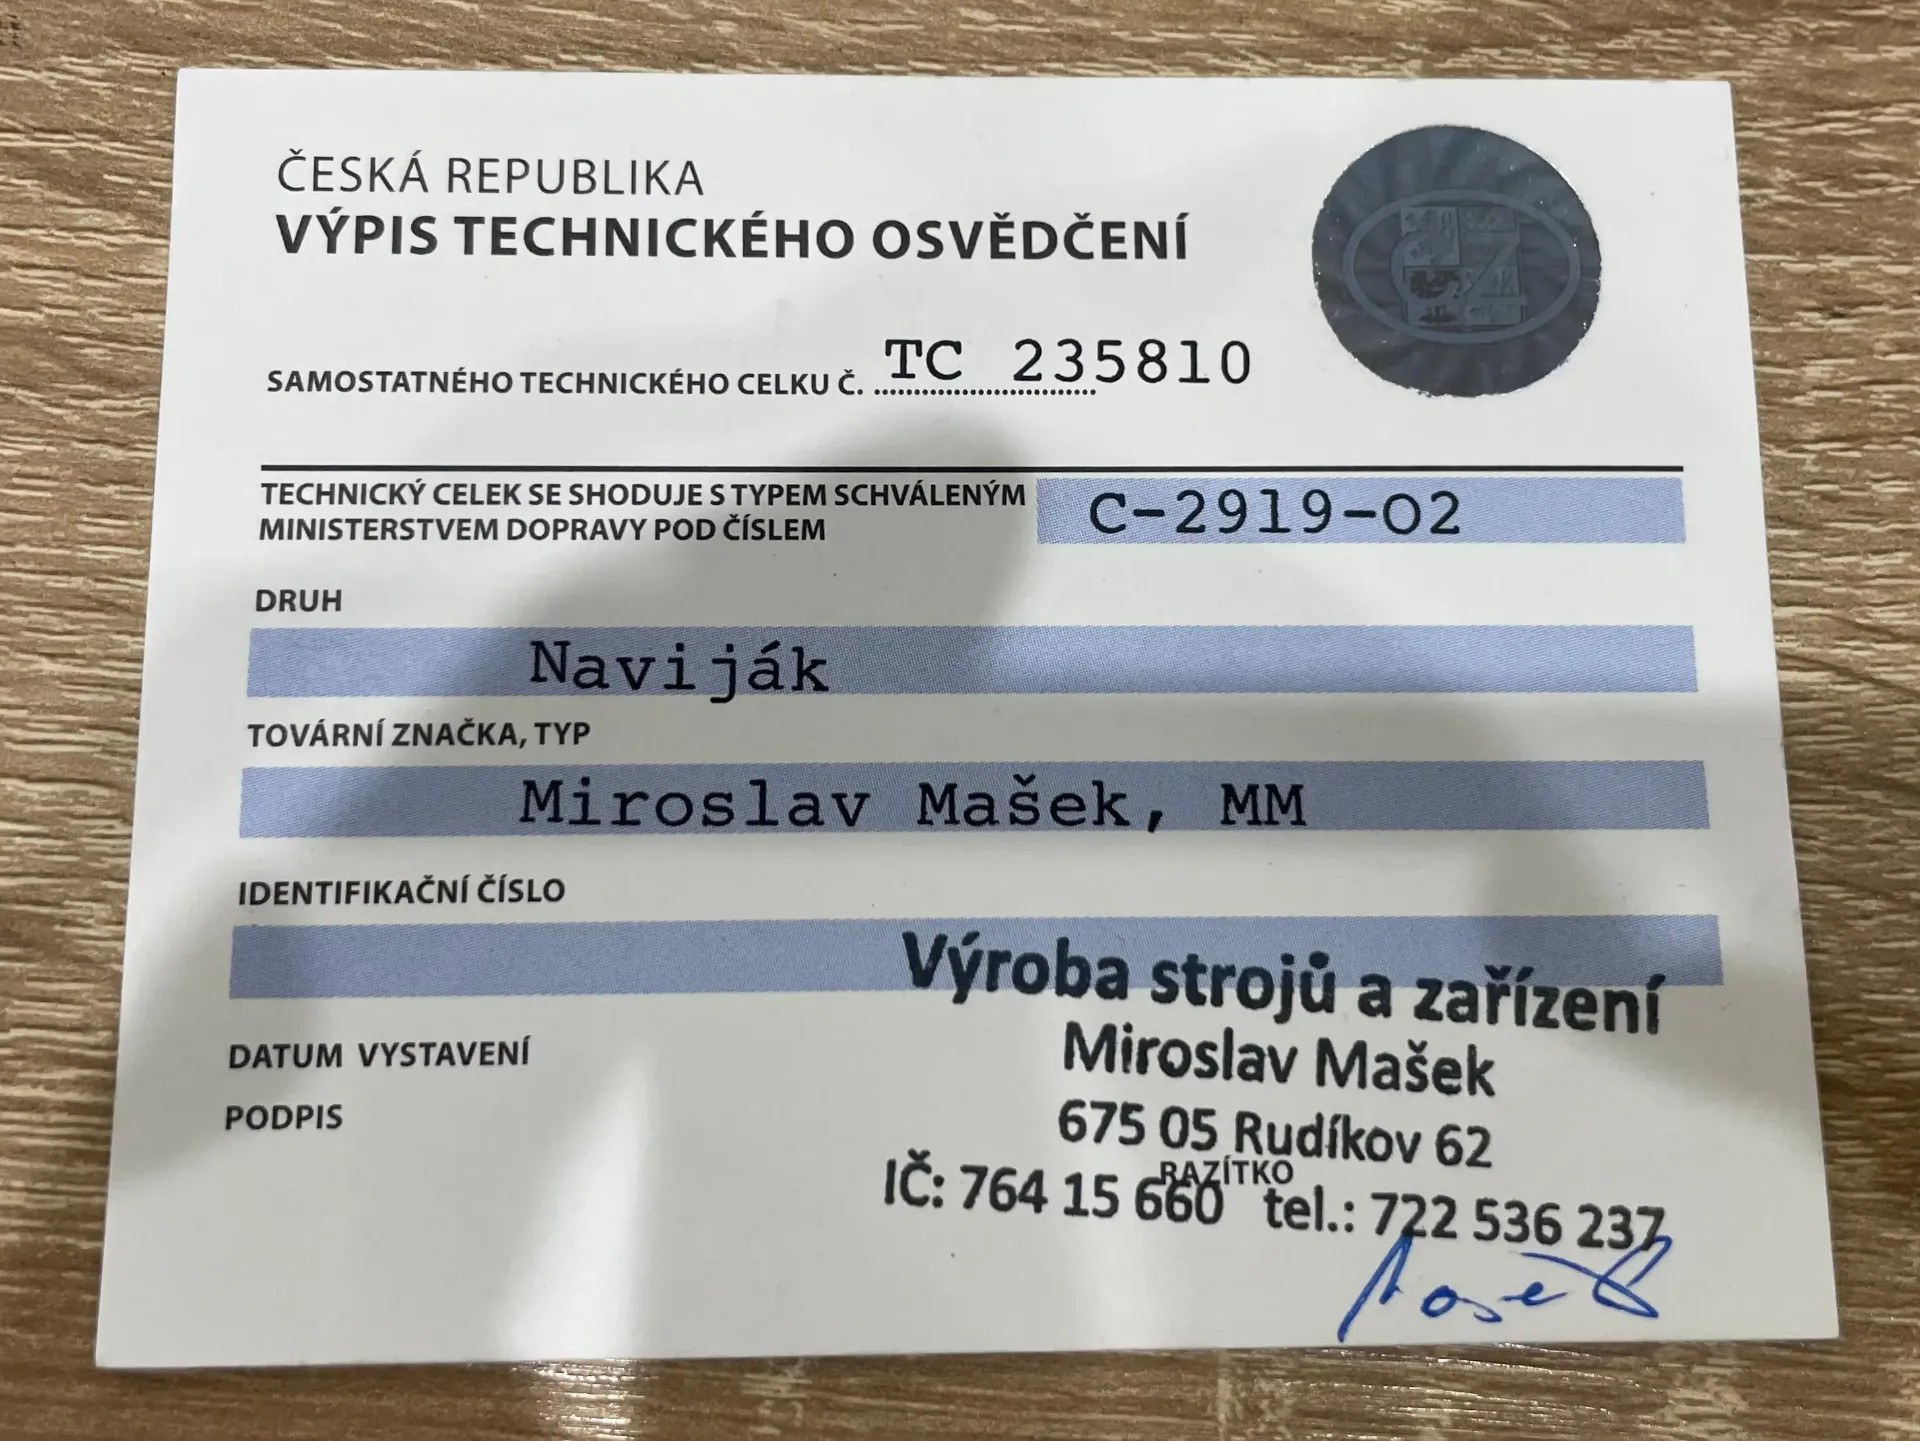 ČESKÁ REPUBLIKA
VÝPIS TECHNICKÉHO OSVĚDČENÍ
CZ
SAMOSTATNÉHO TECHNICKÉHO CELKU Č. TC 235810
TECHNICKÝ CELEK SE SHODUJE S TYPEM SCHVÁLENÝM
MINISTERSTVEM DOPRAVY POD ČÍSLEM
C-2919-02
DRUH
Naviják
TOVÁRNÍ ZNAČKA, TYP
Miroslav Mašek, MM
IDENTIFIKAČNÍ ČÍSLO
DATUM VYSTAVENÍ
PODPIS
RAZÍTKO
Výroba strojů a zařízení
Miroslav Mašek
675 05 Rudíkov 62
IČ: 764 15 660 tel.: 722 536 237